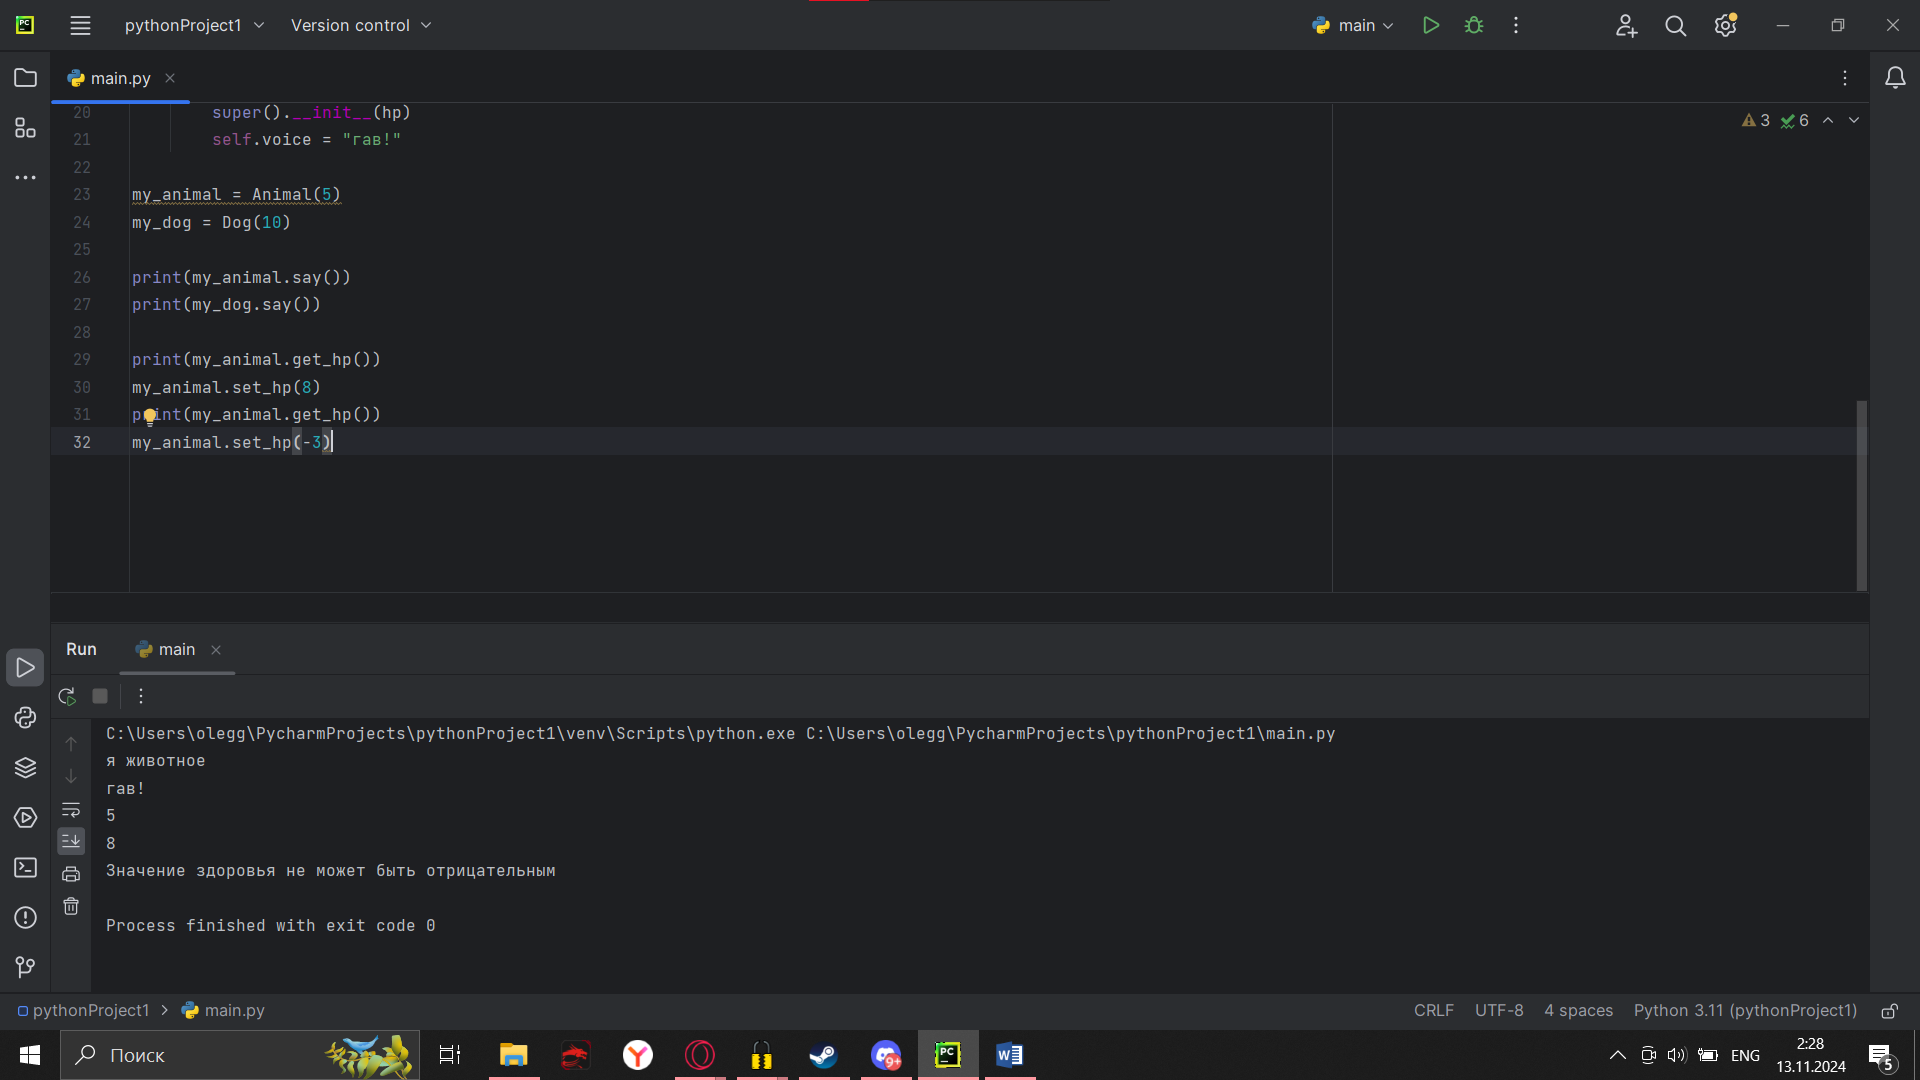 PC
pythonProject1
Version control
main
main.py
3
6
20 super().__init__(hp)
21 self.voice = "гав!"
22
23 my_animal = Animal(5)
24 my_dog = Dog(10)
25
26 print(my_animal.say())
27 print(my_dog.say())
28
29 print(my_animal.get_hp())
30 my_animal.set_hp(8)
31 print(my_animal.get_hp())
32 my_animal.set_hp(-3)
Run
main
C:\Users\olegg\PycharmProjects\pythonProject1\venv\Scripts\python.exe C:\Users\olegg\PycharmProjects\pythonProject1\main.py
я животное
гав!
5
8
Значение здоровья не может быть отрицательным
Process finished with exit code 0
pythonProject1 > main.py
CRLF
UTF-8
4 spaces
Python 3.11 (pythonProject1)
Поиск
9+
PC
W
ENG
2:28
13.11.2024
5